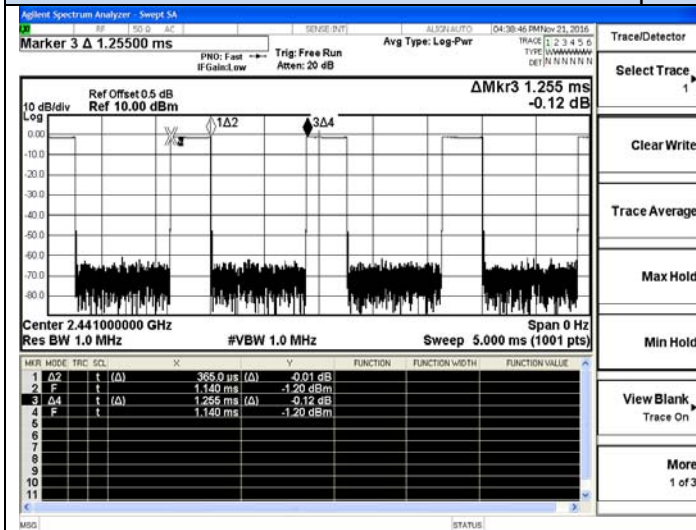 Agilent Spectrum Analyzer - Swept SA
RF 50 Ω AC SENSE:INT ALIGN AUTO 04:38:46 PM Nov 21, 2016
Marker 3 Δ 1.25500 ms
PNO: Fast
IFGain:Low
Trig: Free Run
Atten: 20 dB
Avg Type: Log-Pwr
TRACE 1 2 3 4 5 6
TYPE
DET N N N N N N
Ref Offset 0.5 dB
Ref 10.00 dBm
ΔMkr3 1.255 ms
-0.12 dB
10 dB/div
Log
1Δ2
3Δ4
0.00
-10.0
-20.0
-30.0
-40.0
-50.0
-60.0
-70.0
-80.0
Center 2.441000000 GHz
Span 0 Hz
Res BW 1.0 MHz #VBW 1.0 MHz Sweep 5.000 ms (1001 pts)
MKR MODE TRC SCL X Y FUNCTION FUNCTION WIDTH FUNCTION VALUE
1 Δ2 t (Δ) 365.0 µs (Δ) -0.01 dB
2 F t 1.140 ms -1.20 dBm
3 Δ4 t (Δ) 1.255 ms (Δ) -0.12 dB
4 F t 1.140 ms -1.20 dBm
5
6
7
8
9
10
11
MSG STATUS
Trace/Detector
Select Trace
1
Clear Write
Trace Average
Max Hold
Min Hold
View Blank
Trace On
More
1 of 3